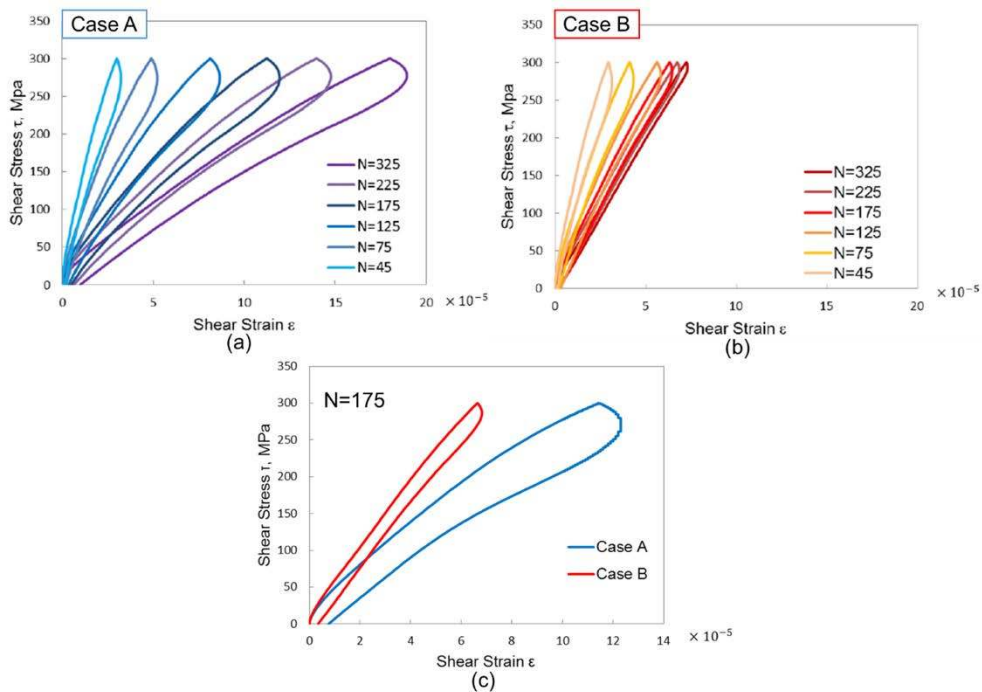 Case A
350
300
250
200
150
100
50
0
Shear Stress τ, Mpa
N=325
N=225
N=175
N=125
N=75
N=45
0 5 10 15 20 × 10⁻⁵
Shear Strain ε
(a)
Case B
350
300
250
200
150
100
50
0
Shear Stress τ, Mpa
N=325
N=225
N=175
N=125
N=75
N=45
0 5 10 15 20 × 10⁻⁵
Shear Strain ε
(b)
N=175
350
300
250
200
150
100
50
0
Shear Stress τ, MPa
Case A
Case B
0 2 4 6 8 10 12 14 × 10⁻⁵
Shear Strain ε
(c)